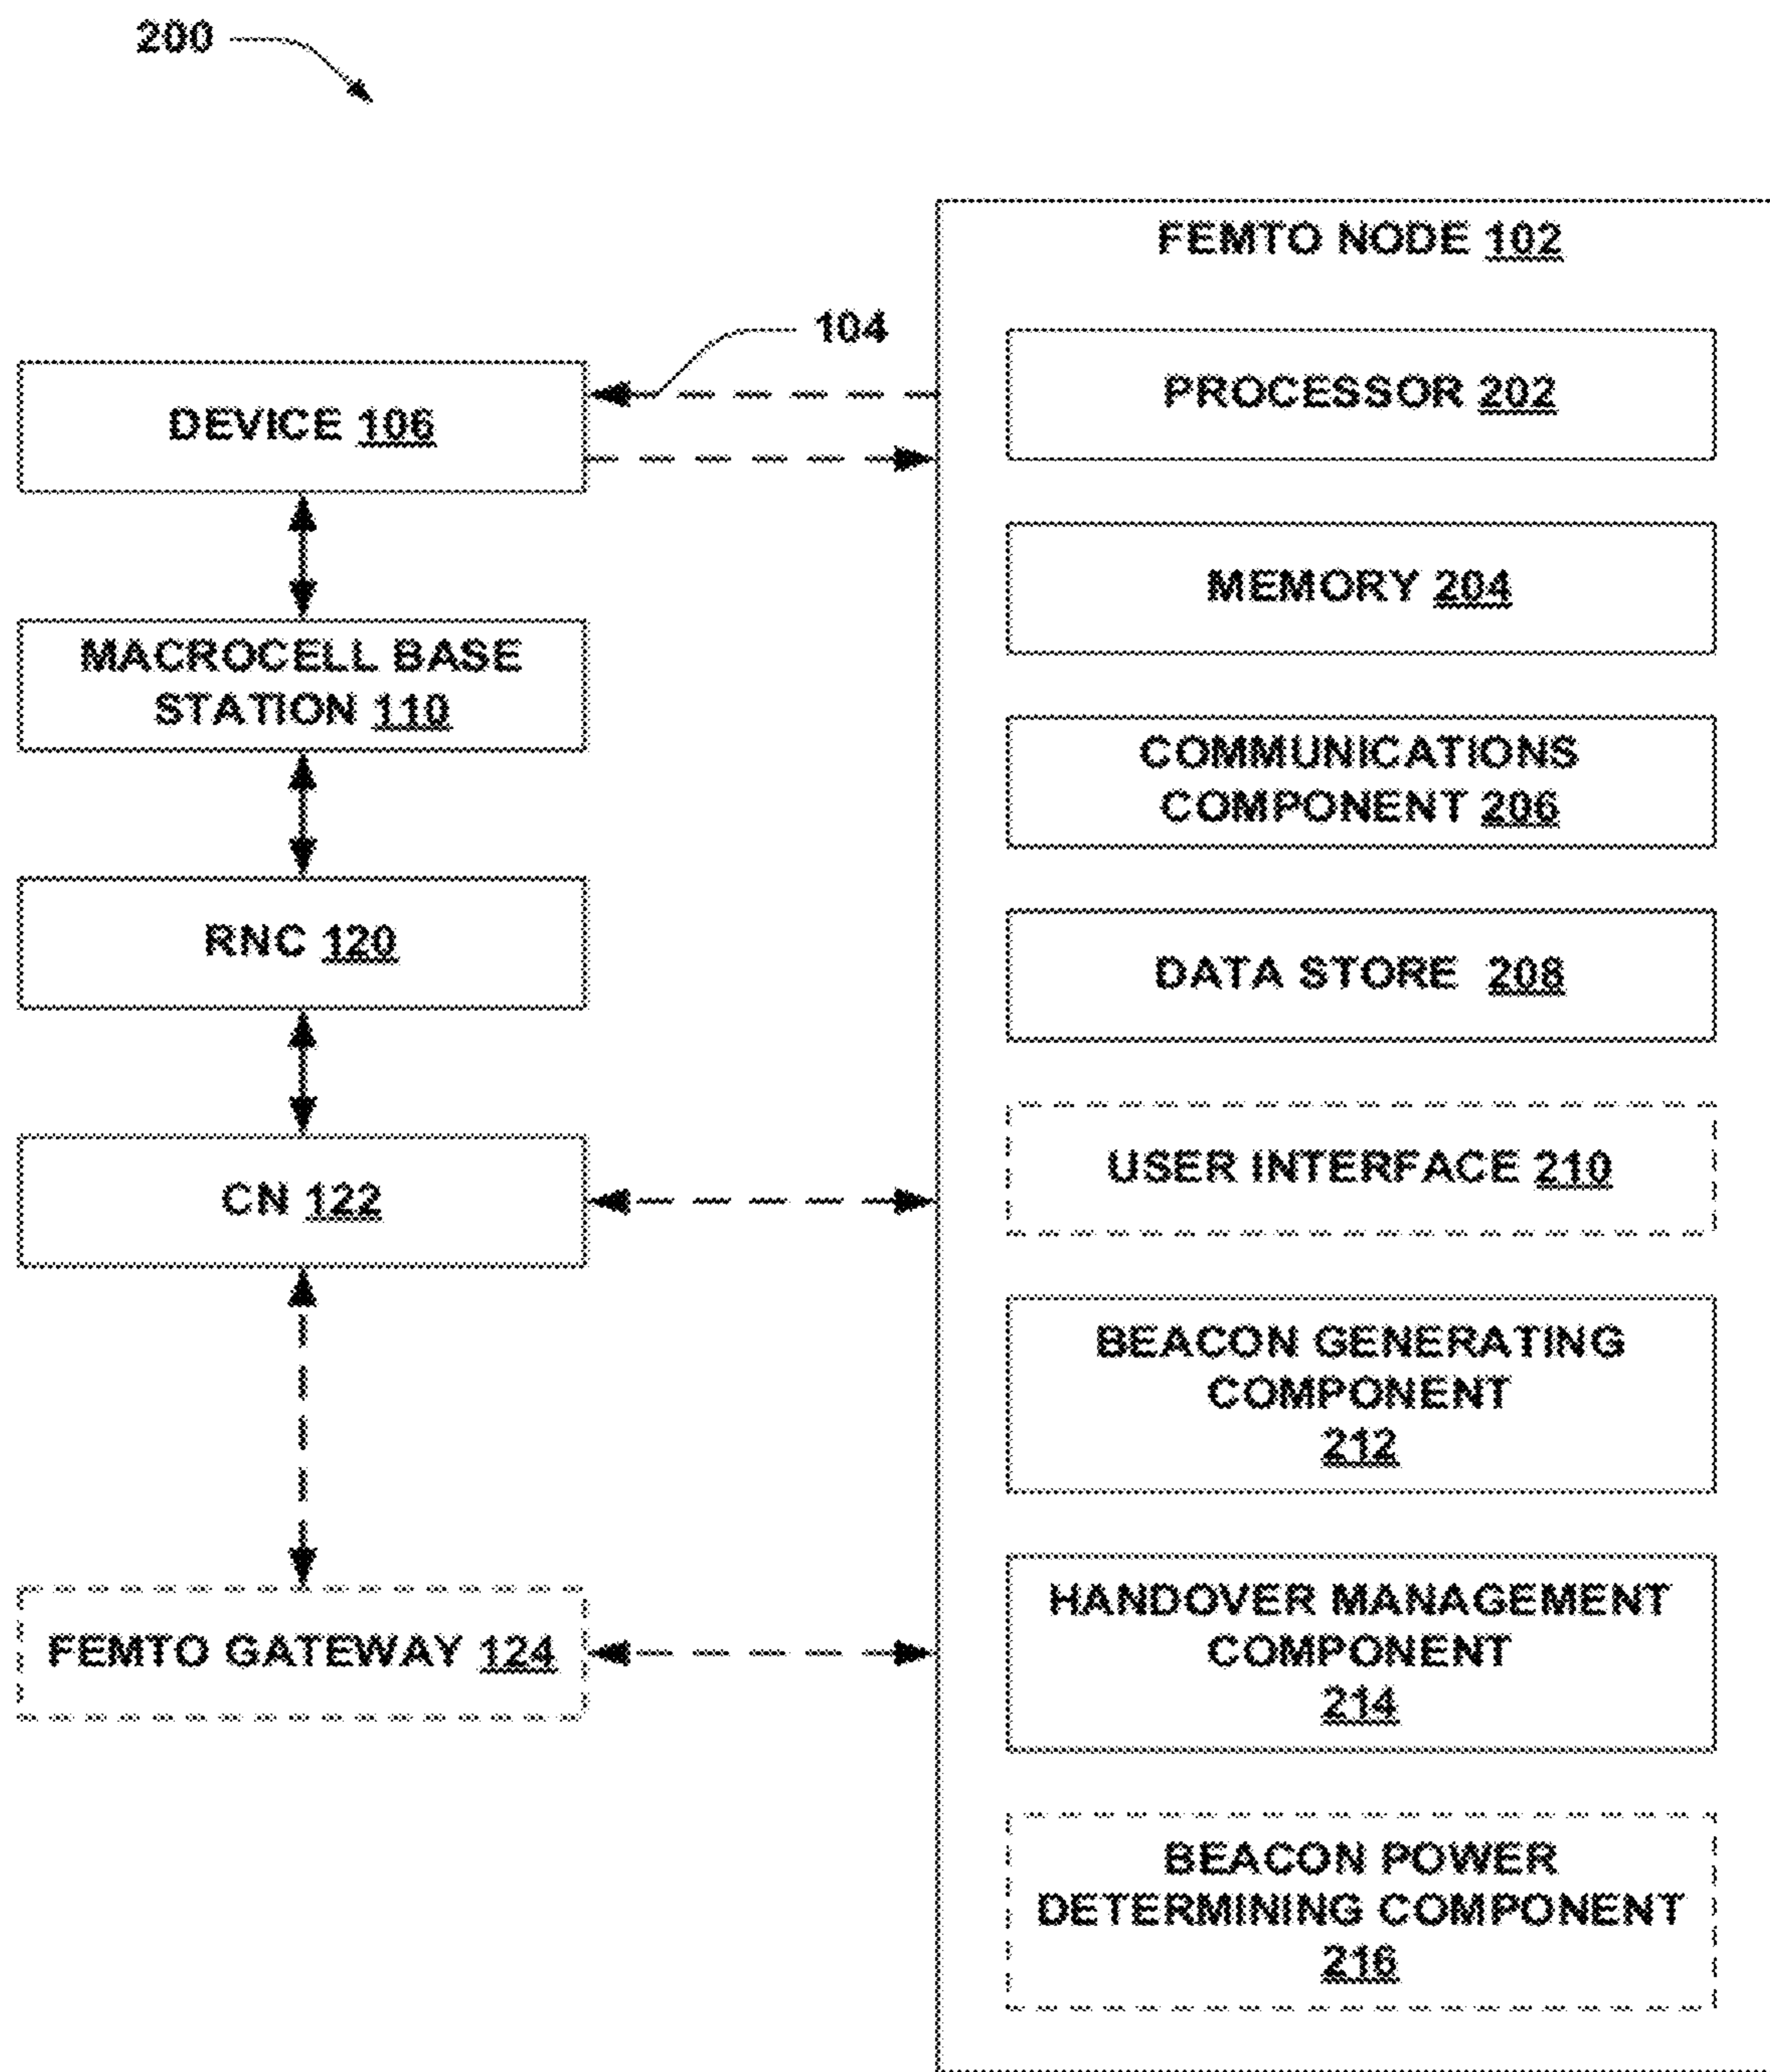 200
FEMTO NODE 102
104
DEVICE 106
MACROCELL BASE
STATION 110
RNC 120
CN 122
FEMTO GATEWAY 124
PROCESSOR 202
MEMORY 204
COMMUNICATIONS
COMPONENT 206
DATA STORE 208
USER INTERFACE 210
BEACON GENERATING
COMPONENT
212
HANDOVER MANAGEMENT
COMPONENT
214
BEACON POWER
DETERMINING COMPONENT
216